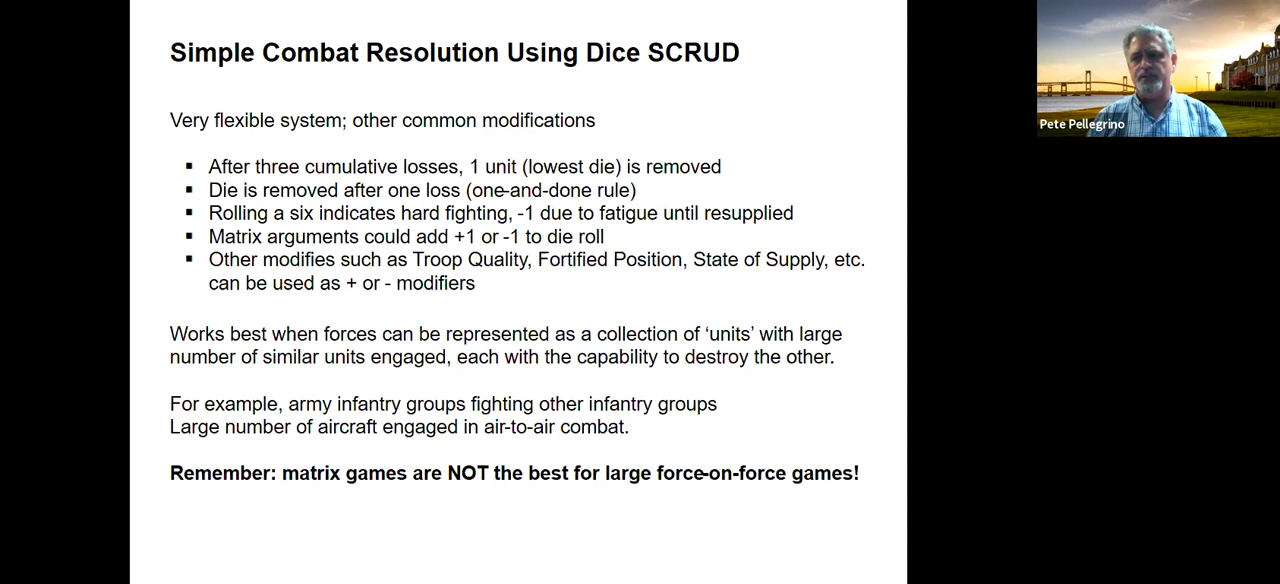 Simple Combat Resolution Using Dice SCRUD
Pete Pellegrino
Very flexible system; other common modifications
▪ After three cumulative losses, 1 unit (lowest die) is removed
▪ Die is removed after one loss (one-and-done rule)
▪ Rolling a six indicates hard fighting, -1 due to fatigue until resupplied
▪ Matrix arguments could add +1 or -1 to die roll
▪ Other modifies such as Troop Quality, Fortified Position, State of Supply, etc.
can be used as + or - modifiers
Works best when forces can be represented as a collection of ‘units’ with large
number of similar units engaged, each with the capability to destroy the other.
For example, army infantry groups fighting other infantry groups
Large number of aircraft engaged in air-to-air combat.
Remember: matrix games are NOT the best for large force-on-force games!